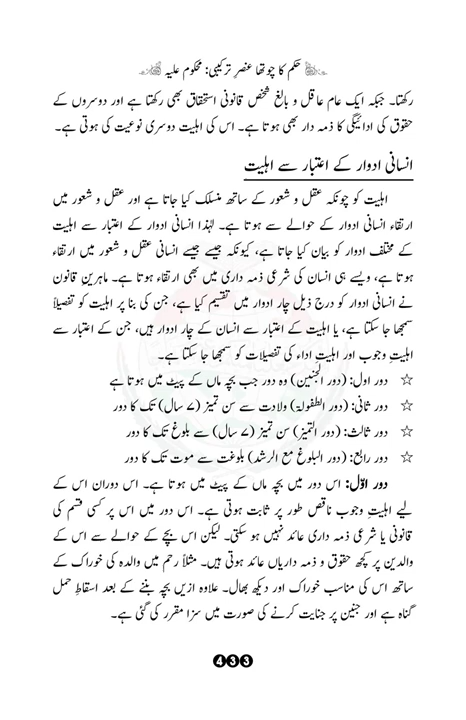 حکم کا چوتھا عنصر ترکیبی: محکوم علیہ
رکھتا۔ جبکہ ایک عام عاقل و بالغ شخص قانونی استحقاق بھی رکھتا ہے اور دوسروں کے
حقوق کی ادائیگی کا ذمہ دار بھی ہوتا ہے۔ اس کی اہلیت دوسری نوعیت کی ہوتی ہے۔
انسانی ادوار کے اعتبار سے اہلیت
اہلیت کو چونکہ عقل و شعور کے ساتھ منسلک کیا جاتا ہے اور عقل و شعور میں
ارتقاء انسانی ادوار کے حوالے سے ہوتا ہے۔ لہٰذا انسانی ادوار کے اعتبار سے اہلیت
کے مختلف ادوار کو بیان کیا جاتا ہے، کیونکہ جیسے جیسے انسانی عقل و شعور میں ارتقاء
ہوتا ہے، ویسے ہی انسان کی شرعی ذمہ داری میں بھی ارتقاء ہوتا ہے۔ ماہرینِ قانون
نے انسانی ادوار کو درج ذیل چار ادوار میں تقسیم کیا ہے، جن کی بنا پر اہلیت کو تفصیلاً
سمجھا جا سکتا ہے، یا اہلیت کے اعتبار سے انسان کے چار ادوار ہیں، جن کے اعتبار سے
اہلیتِ وجوب اور اہلیتِ اداء کی تفصیلات کو سمجھا جا سکتا ہے۔
☆ دور اول: (دور الجنین) وہ دور جب بچہ ماں کے پیٹ میں ہوتا ہے
☆ دور ثانی: (دور الطفولۃ) ولادت سے سن تمیز (۷ سال) تک کا دور
☆ دور ثالث: (دور التمیز) سن تمیز (۷ سال) سے بلوغ تک کا دور
☆ دور رابع: (دور البلوغ مع الرشد) بلوغت سے موت تک کا دور
دور اوّل: اس دور میں بچہ ماں کے پیٹ میں ہوتا ہے۔ اس دوران اس کے
لیے اہلیتِ وجوب ناقص طور پر ثابت ہوتی ہے۔ اس دور میں اس پر کسی قسم کی
قانونی یا شرعی ذمہ داری عائد نہیں ہو سکتی۔ لیکن اس بچے کے حوالے سے اس کے
والدین پر کچھ حقوق و ذمہ داریاں عائد ہوتی ہیں۔ مثلاً رحم میں والدہ کی خوراک کے
ساتھ اس کی مناسب خوراک اور دیکھ بھال۔ علاوہ ازیں بچہ بننے کے بعد اسقاطِ حمل
گناہ ہے اور جنین پر جنایت کرنے کی صورت میں سزا مقرر کی گئی ہے۔
433